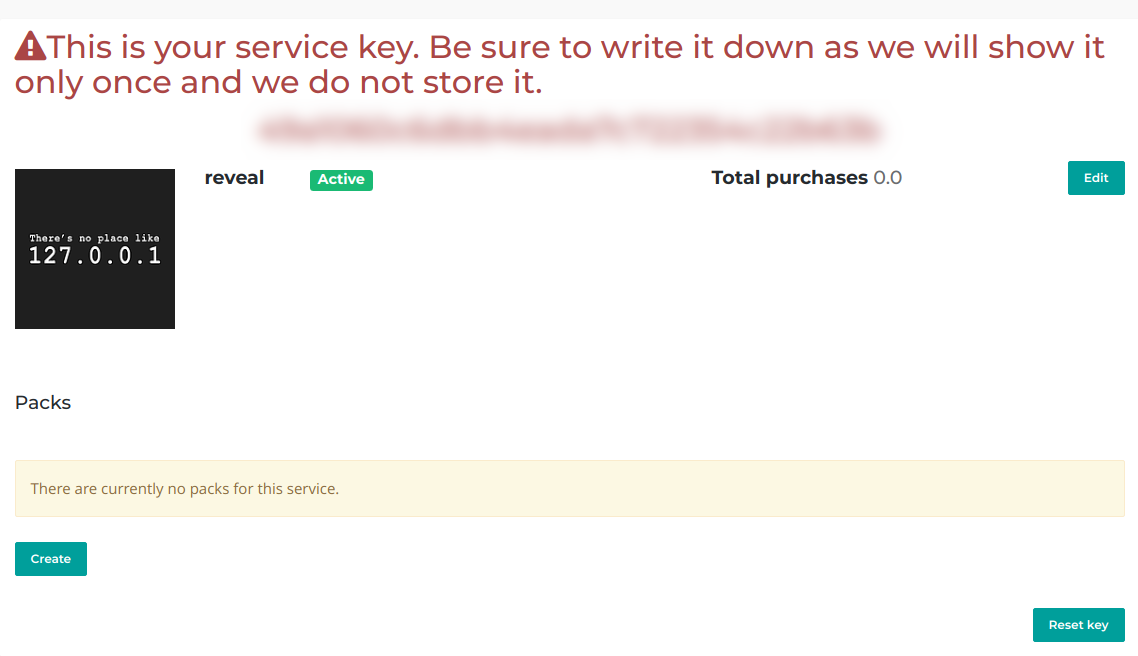 This is your service key. Be sure to write it down as we will show it
only once and we do not store it.
reveal Active Total purchases 0.0 Edit
There's no place like
127.0.0.1
Packs
There are currently no packs for this service.
Create
Reset key